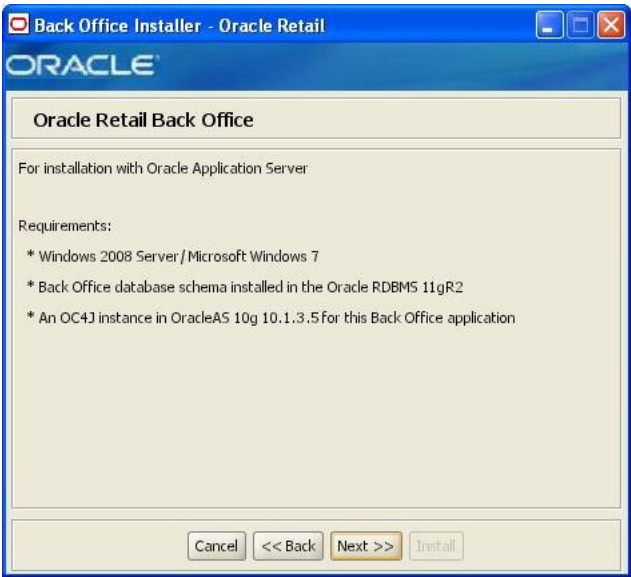 Back Office Installer - Oracle Retail
ORACLE
Oracle Retail Back Office
For installation with Oracle Application Server
Requirements:
* Windows 2008 Server/Microsoft Windows 7
* Back Office database schema installed in the Oracle RDBMS 11gR2
* An OC4J instance in OracleAS 10g 10.1.3.5 for this Back Office application
Cancel << Back Next >> Install